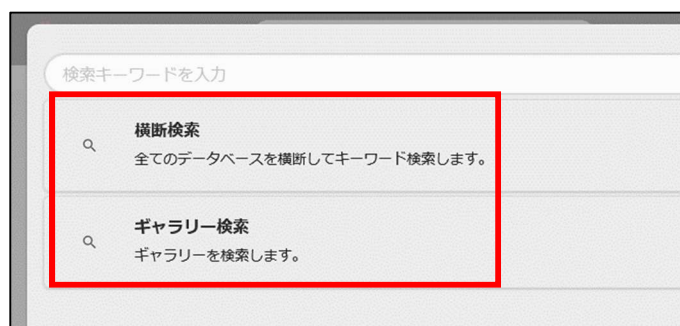 検索キーワードを入力
横断検索
全てのデータベースを横断してキーワード検索します。
ギャラリー検索
ギャラリーを検索します。